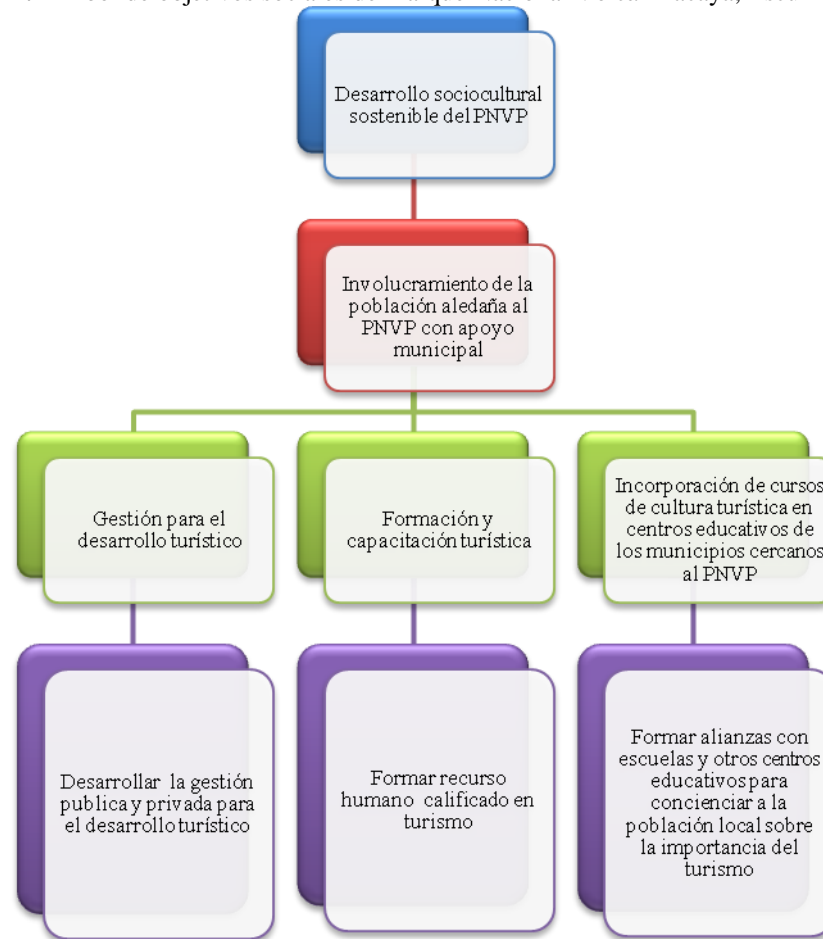 Desarrollo sociocultural
sostenible del PNVP
Involucramiento de la
población aledaña al
PNVP con apoyo
municipal
Gestión para el
desarrollo turístico
Formación y
capacitación turística
Incorporación de cursos
de cultura turística en
centros educativos de
los municipios cercanos
al PNVP
Desarrollar la gestión
publica y privada para
el desarrollo turístico
Formar recurso
humano calificado en
turismo
Formar alianzas con
escuelas y otros centros
educativos para
concienciar a la
población local sobre
la importancia del
turismo